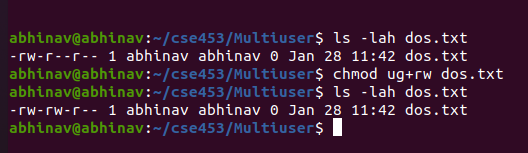 abhinav@abhinav:~/cse453/Multiuser$ ls -lah dos.txt
-rw-r--r-- 1 abhinav abhinav 0 Jan 28 11:42 dos.txt
abhinav@abhinav:~/cse453/Multiuser$ chmod ug+rw dos.txt
abhinav@abhinav:~/cse453/Multiuser$ ls -lah dos.txt
-rw-rw-r-- 1 abhinav abhinav 0 Jan 28 11:42 dos.txt
abhinav@abhinav:~/cse453/Multiuser$